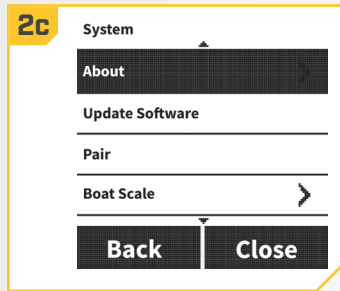 2c
System
About
Update Software
Pair
Boat Scale
Back Close